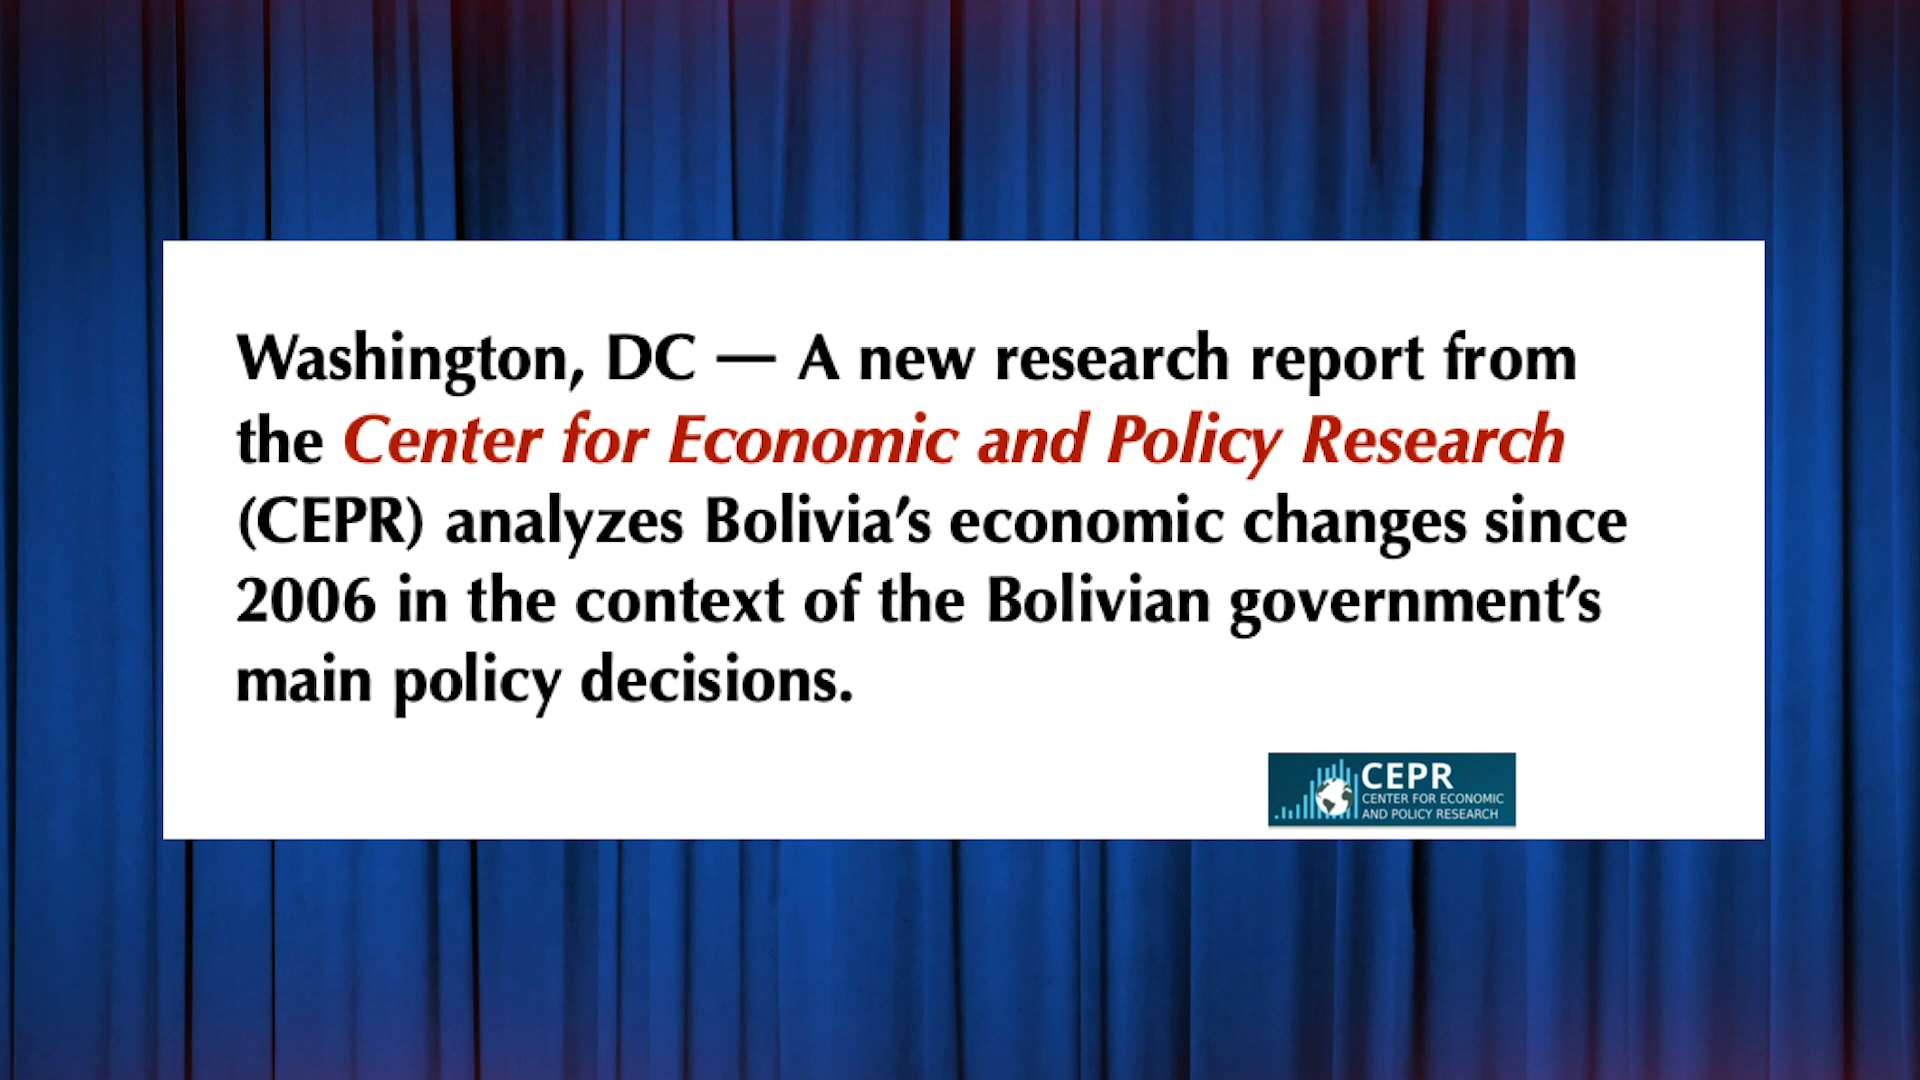 Washington, DC — A new research report from
the Center for Economic and Policy Research
(CEPR) analyzes Bolivia’s economic changes since
2006 in the context of the Bolivian government’s
main policy decisions.
CEPR
CENTER FOR ECONOMIC
AND POLICY RESEARCH